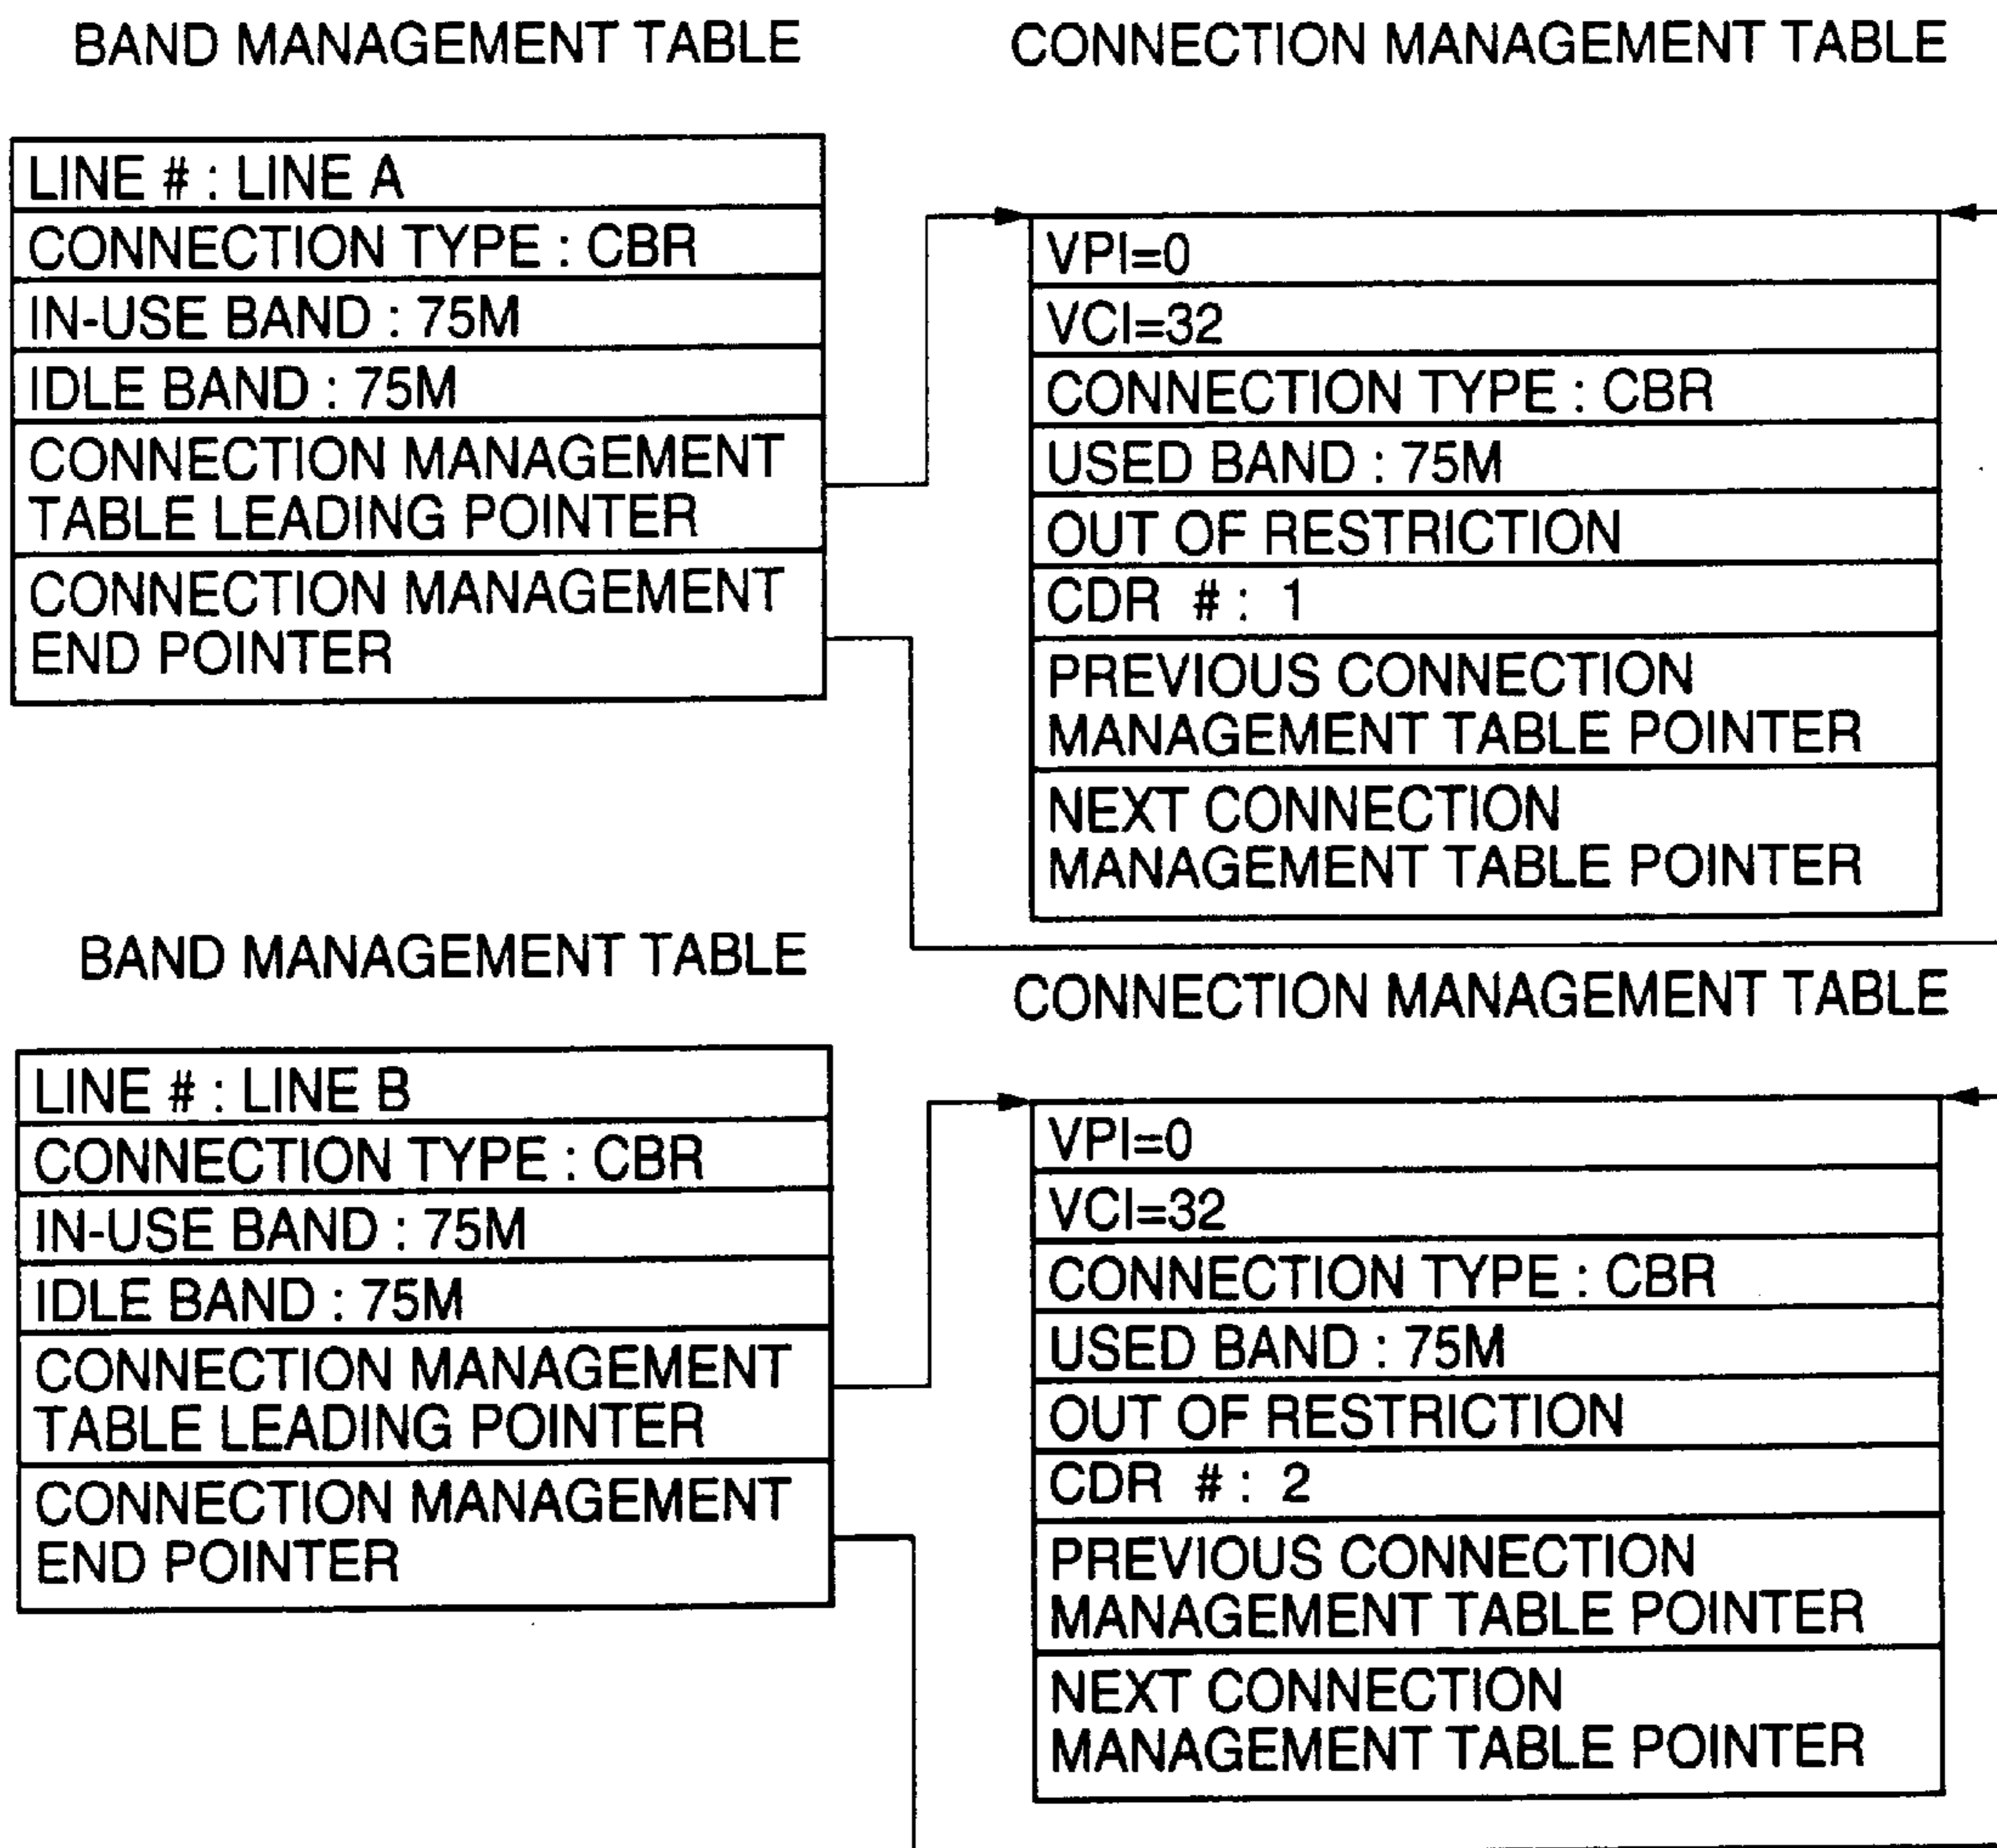 BAND MANAGEMENT TABLE
LINE # : LINE A
CONNECTION TYPE : CBR
IN-USE BAND : 75M
IDLE BAND : 75M
CONNECTION MANAGEMENT
TABLE LEADING POINTER
CONNECTION MANAGEMENT
END POINTER
CONNECTION MANAGEMENT TABLE
VPI=0
VCI=32
CONNECTION TYPE : CBR
USED BAND : 75M
OUT OF RESTRICTION
CDR #: 1
PREVIOUS CONNECTION
MANAGEMENT TABLE POINTER
NEXT CONNECTION
MANAGEMENT TABLE POINTER
BAND MANAGEMENT TABLE
LINE # : LINE B
CONNECTION TYPE : CBR
IN-USE BAND : 75M
IDLE BAND : 75M
CONNECTION MANAGEMENT
TABLE LEADING POINTER
CONNECTION MANAGEMENT
END POINTER
CONNECTION MANAGEMENT TABLE
VPI=0
VCI=32
CONNECTION TYPE : CBR
USED BAND : 75M
OUT OF RESTRICTION
CDR #: 2
PREVIOUS CONNECTION
MANAGEMENT TABLE POINTER
NEXT CONNECTION
MANAGEMENT TABLE POINTER